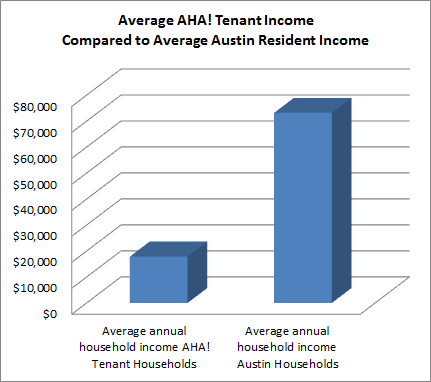 Average AHA! Tenant Income
Compared to Average Austin Resident Income
$80,000
$70,000
$60,000
$50,000
$40,000
$30,000
$20,000
$10,000
$0
Average annual
household income AHA!
Tenant Households
Average annual
household income
Austin Households